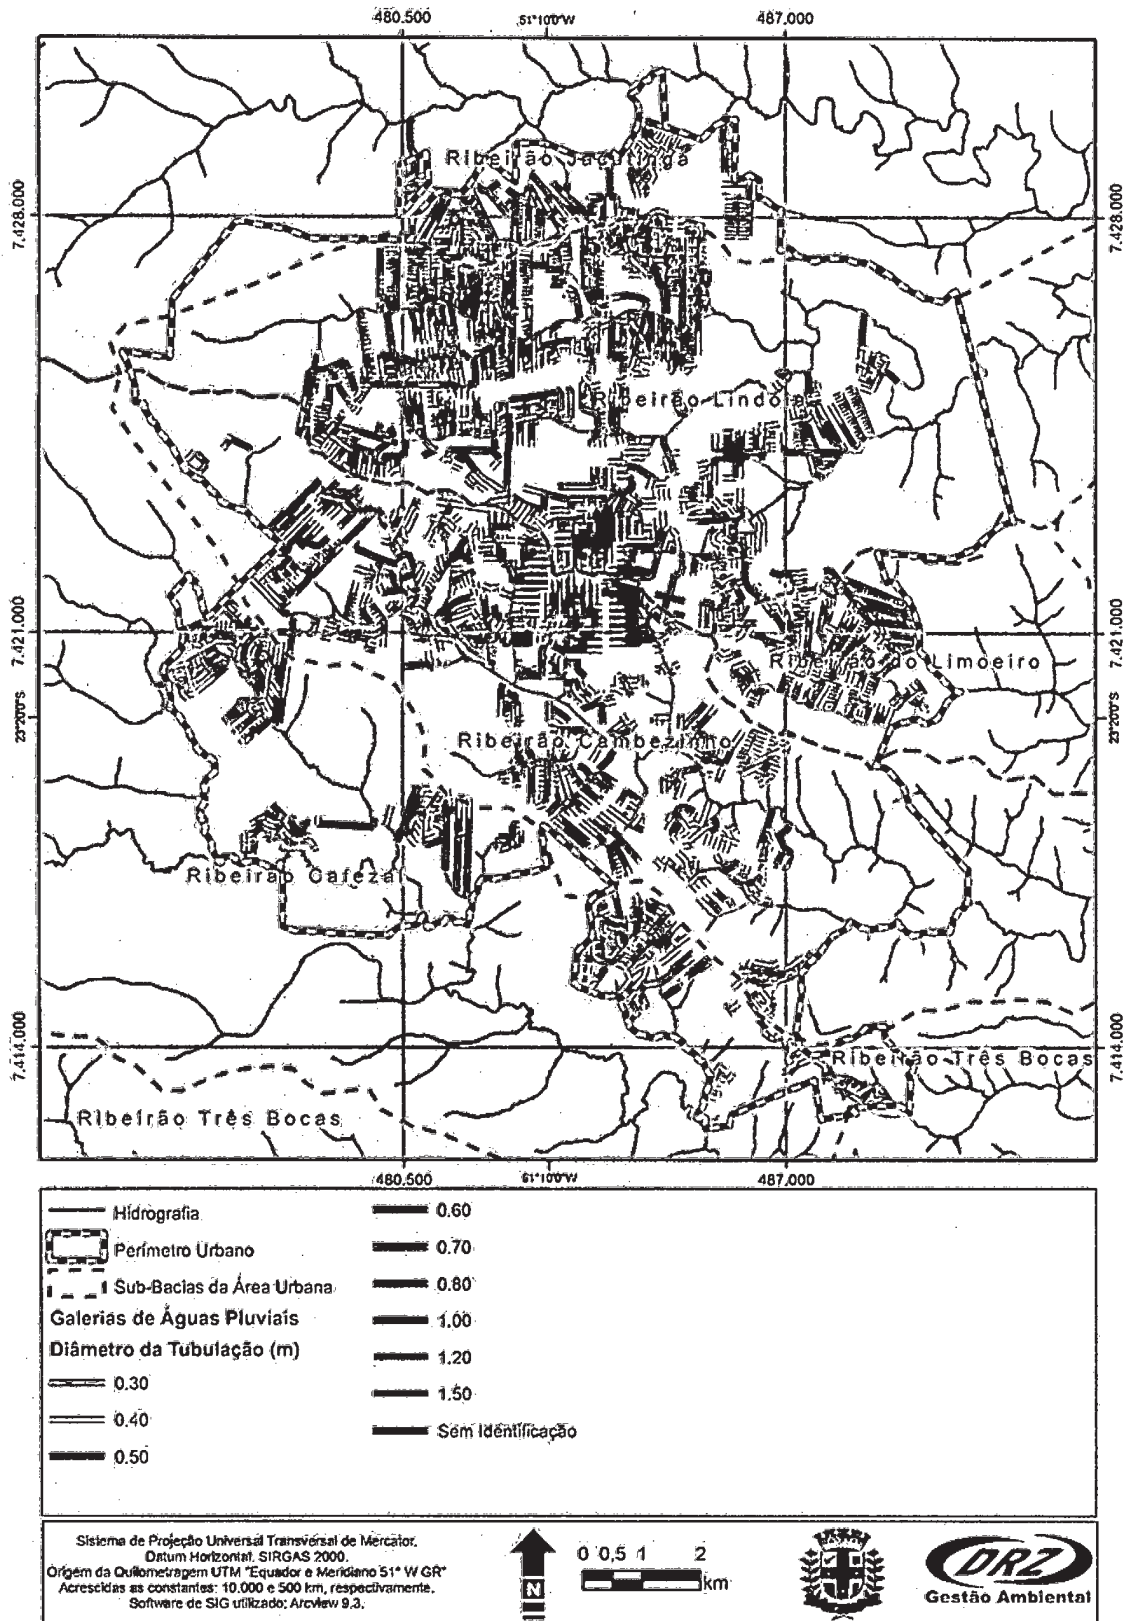 480.500
51°10'0"W
487.000
Ribeirão Jacutinga
7.428.000
7.428.000
Ribeirão Lindóia
7.421.000
7.421.000
Ribeirão do Limoeiro
23°20'0"S
23°20'0"S
Ribeirão Cambezinho
Ribeirão Cafezal
7.414.000
7.414.000
Ribeirão Três Bocas
Ribeirão Três Bocas
480.500
51°10'0"W
487.000
Hidrografia
Perímetro Urbano
Sub-Bacias da Área Urbana
Galerias de Águas Pluviais
Diâmetro da Tubulação (m)
0.30
0.40
0.50
0.60
0.70
0.80
1.00
1.20
1.50
Sem Identificação
Sistema de Projeção Universal Transversal de Mercator.
Datum Horizontal. SIRGAS 2000.
Origem da Quilometragem UTM "Equador e Meridiano 51° W GR"
Acrescidas as constantes: 10.000 e 500 km, respectivamente.
Software de SIG utilizado: Arcview 9.3.
N
0 0,5 1 2
km
DRZ
Gestão Ambiental